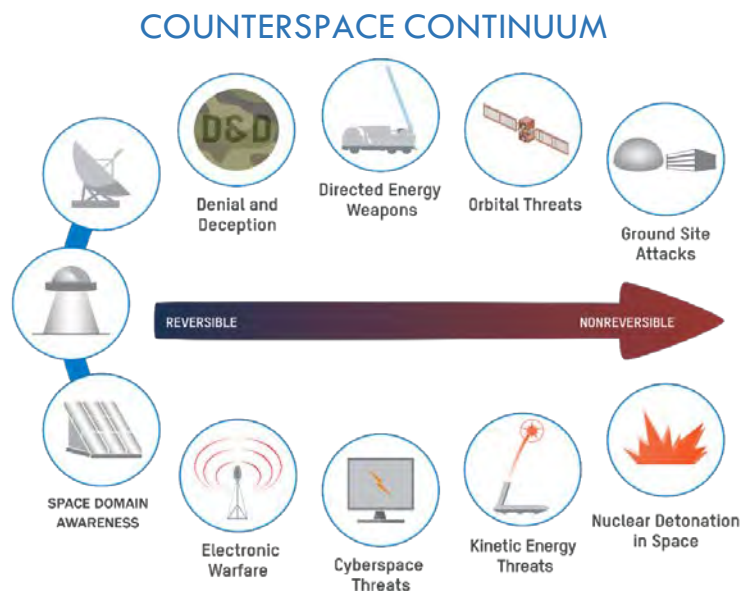 COUNTERSPACE CONTINUUM
D&D
Denial and
Deception
Directed Energy
Weapons
Orbital Threats
Ground Site
Attacks
REVERSIBLE
NONREVERSIBLE
SPACE DOMAIN
AWARENESS
Electronic
Warfare
Cyberspace
Threats
Kinetic Energy
Threats
Nuclear Detonation
in Space